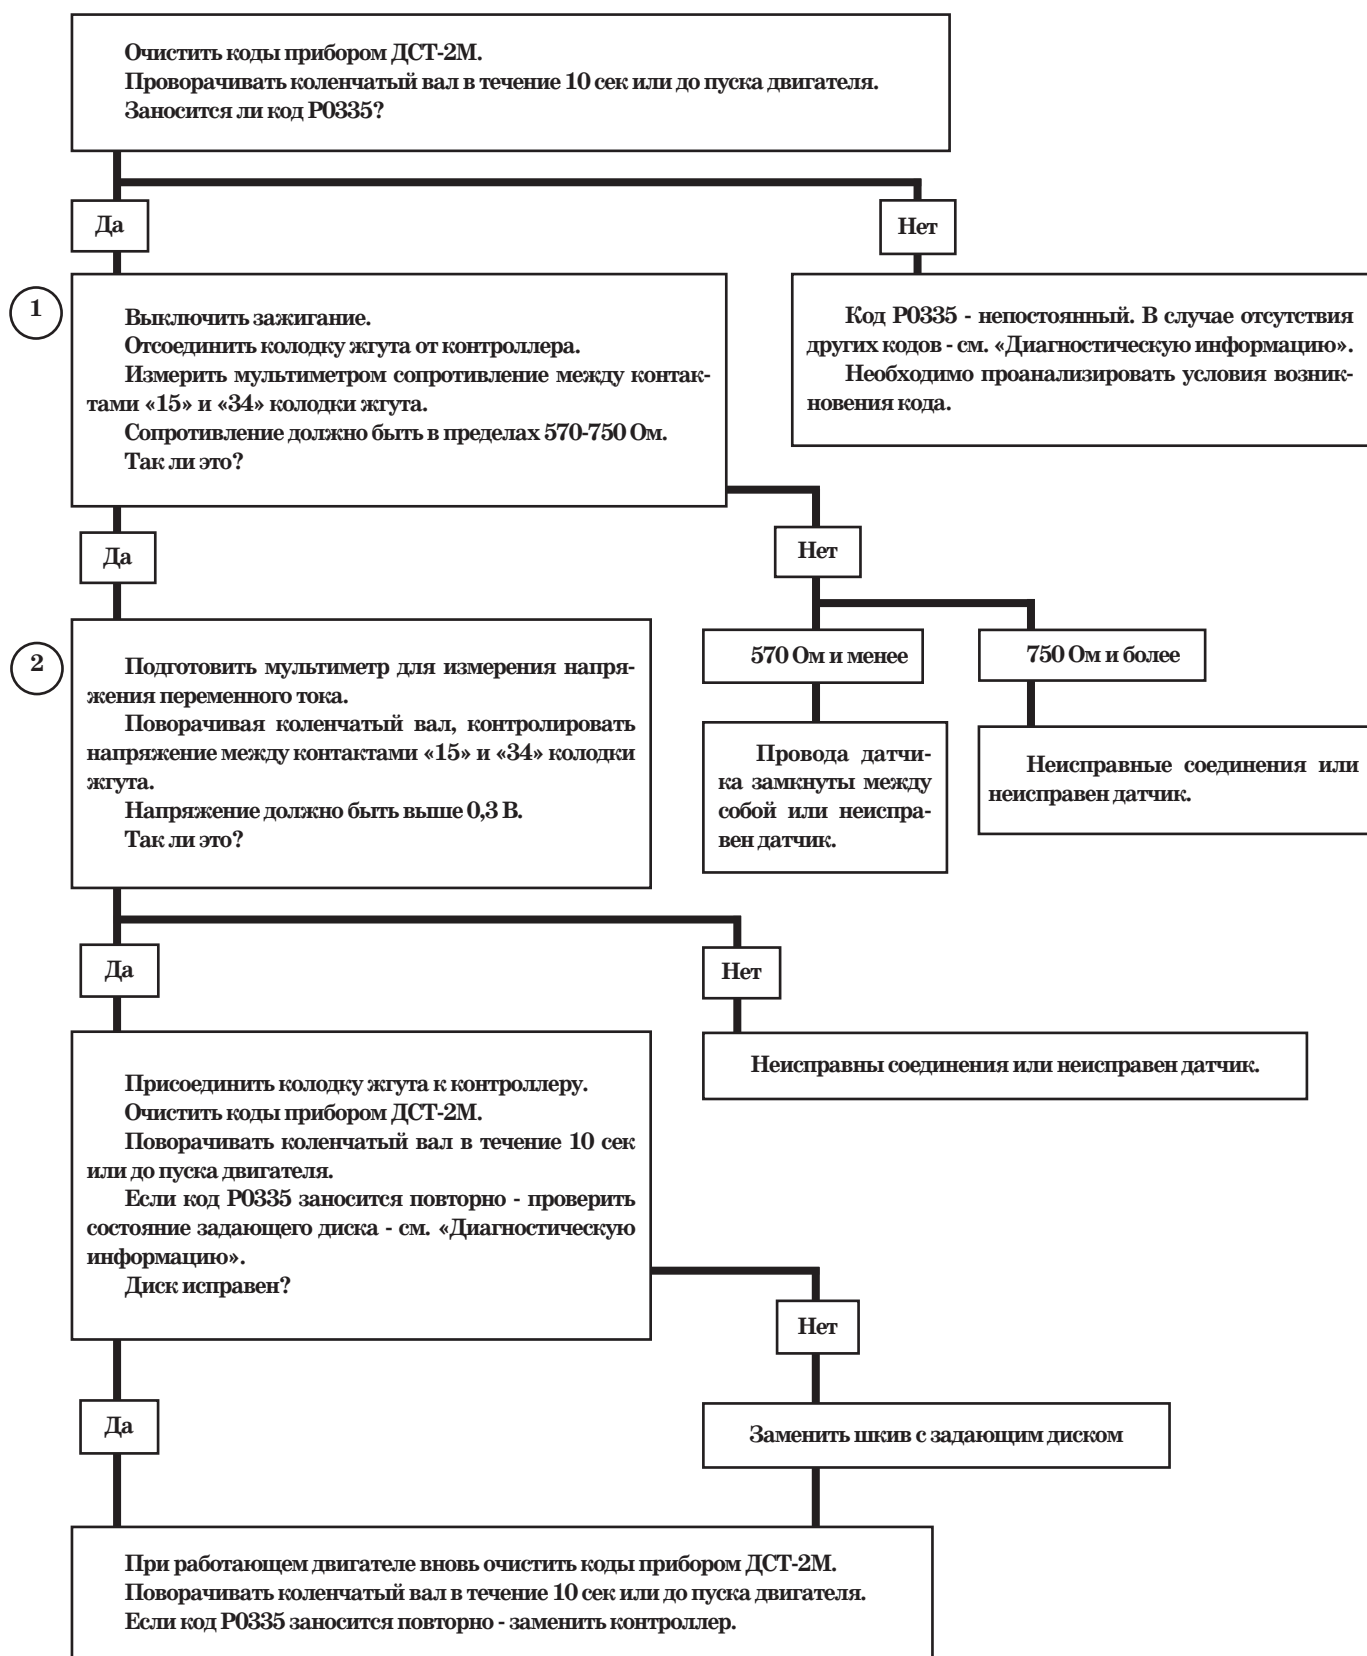 Очистить коды прибором ДСТ-2М.
Проворачивать коленчатый вал в течение 10 сек или до пуска двигателя.
Заносится ли код Р0335?
Да
Нет
1
Выключить зажигание.
Отсоединить колодку жгута от контроллера.
Измерить мультиметром сопротивление между контак-
тами «15» и «34» колодки жгута.
Сопротивление должно быть в пределах 570-750 Ом.
Так ли это?
Код Р0335 - непостоянный. В случае отсутствия
других кодов - см. «Диагностическую информацию».
Необходимо проанализировать условия возник-
новения кода.
Да
Нет
570 Ом и менее
750 Ом и более
2
Подготовить мультиметр для измерения напря-
жения переменного тока.
Поворачивая коленчатый вал, контролировать
напряжение между контактами «15» и «34» колодки
жгута.
Напряжение должно быть выше 0,3 В.
Так ли это?
Провода датчи-
ка замкнуты между
собой или неиспра-
вен датчик.
Неисправные соединения или
неисправен датчик.
Да
Нет
Неисправны соединения или неисправен датчик.
Присоединить колодку жгута к контроллеру.
Очистить коды прибором ДСТ-2М.
Поворачивать коленчатый вал в течение 10 сек
или до пуска двигателя.
Если код Р0335 заносится повторно - проверить
состояние задающего диска - см. «Диагностическую
информацию».
Диск исправен?
Нет
Да
Заменить шкив с задающим диском
При работающем двигателе вновь очистить коды прибором ДСТ-2М.
Поворачивать коленчатый вал в течение 10 сек или до пуска двигателя.
Если код Р0335 заносится повторно - заменить контроллер.